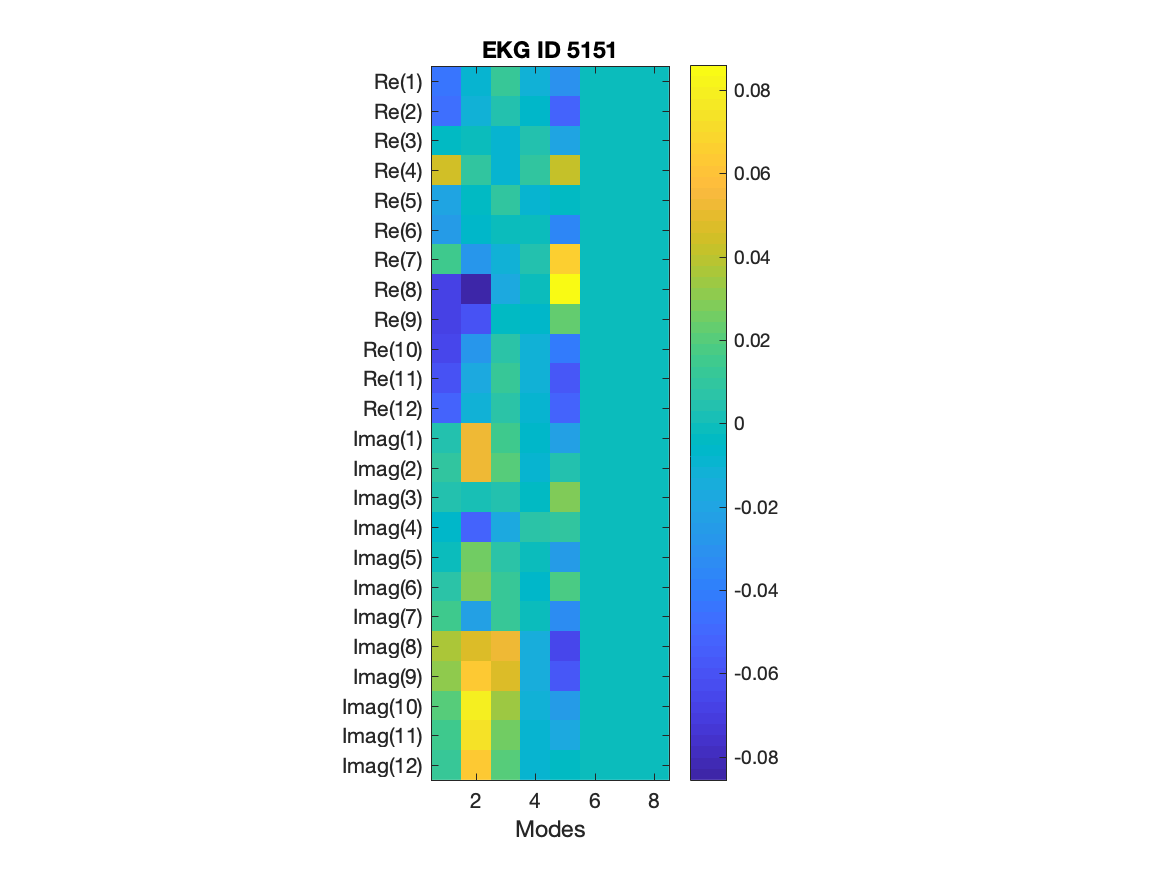 EKG ID 5151
Re(1)
Re(2)
Re(3)
Re(4)
Re(5)
Re(6)
Re(7)
Re(8)
Re(9)
Re(10)
Re(11)
Re(12)
Imag(1)
Imag(2)
Imag(3)
Imag(4)
Imag(5)
Imag(6)
Imag(7)
Imag(8)
Imag(9)
Imag(10)
Imag(11)
Imag(12)
2 4 6 8
Modes
0.08
0.06
0.04
0.02
0
-0.02
-0.04
-0.06
-0.08